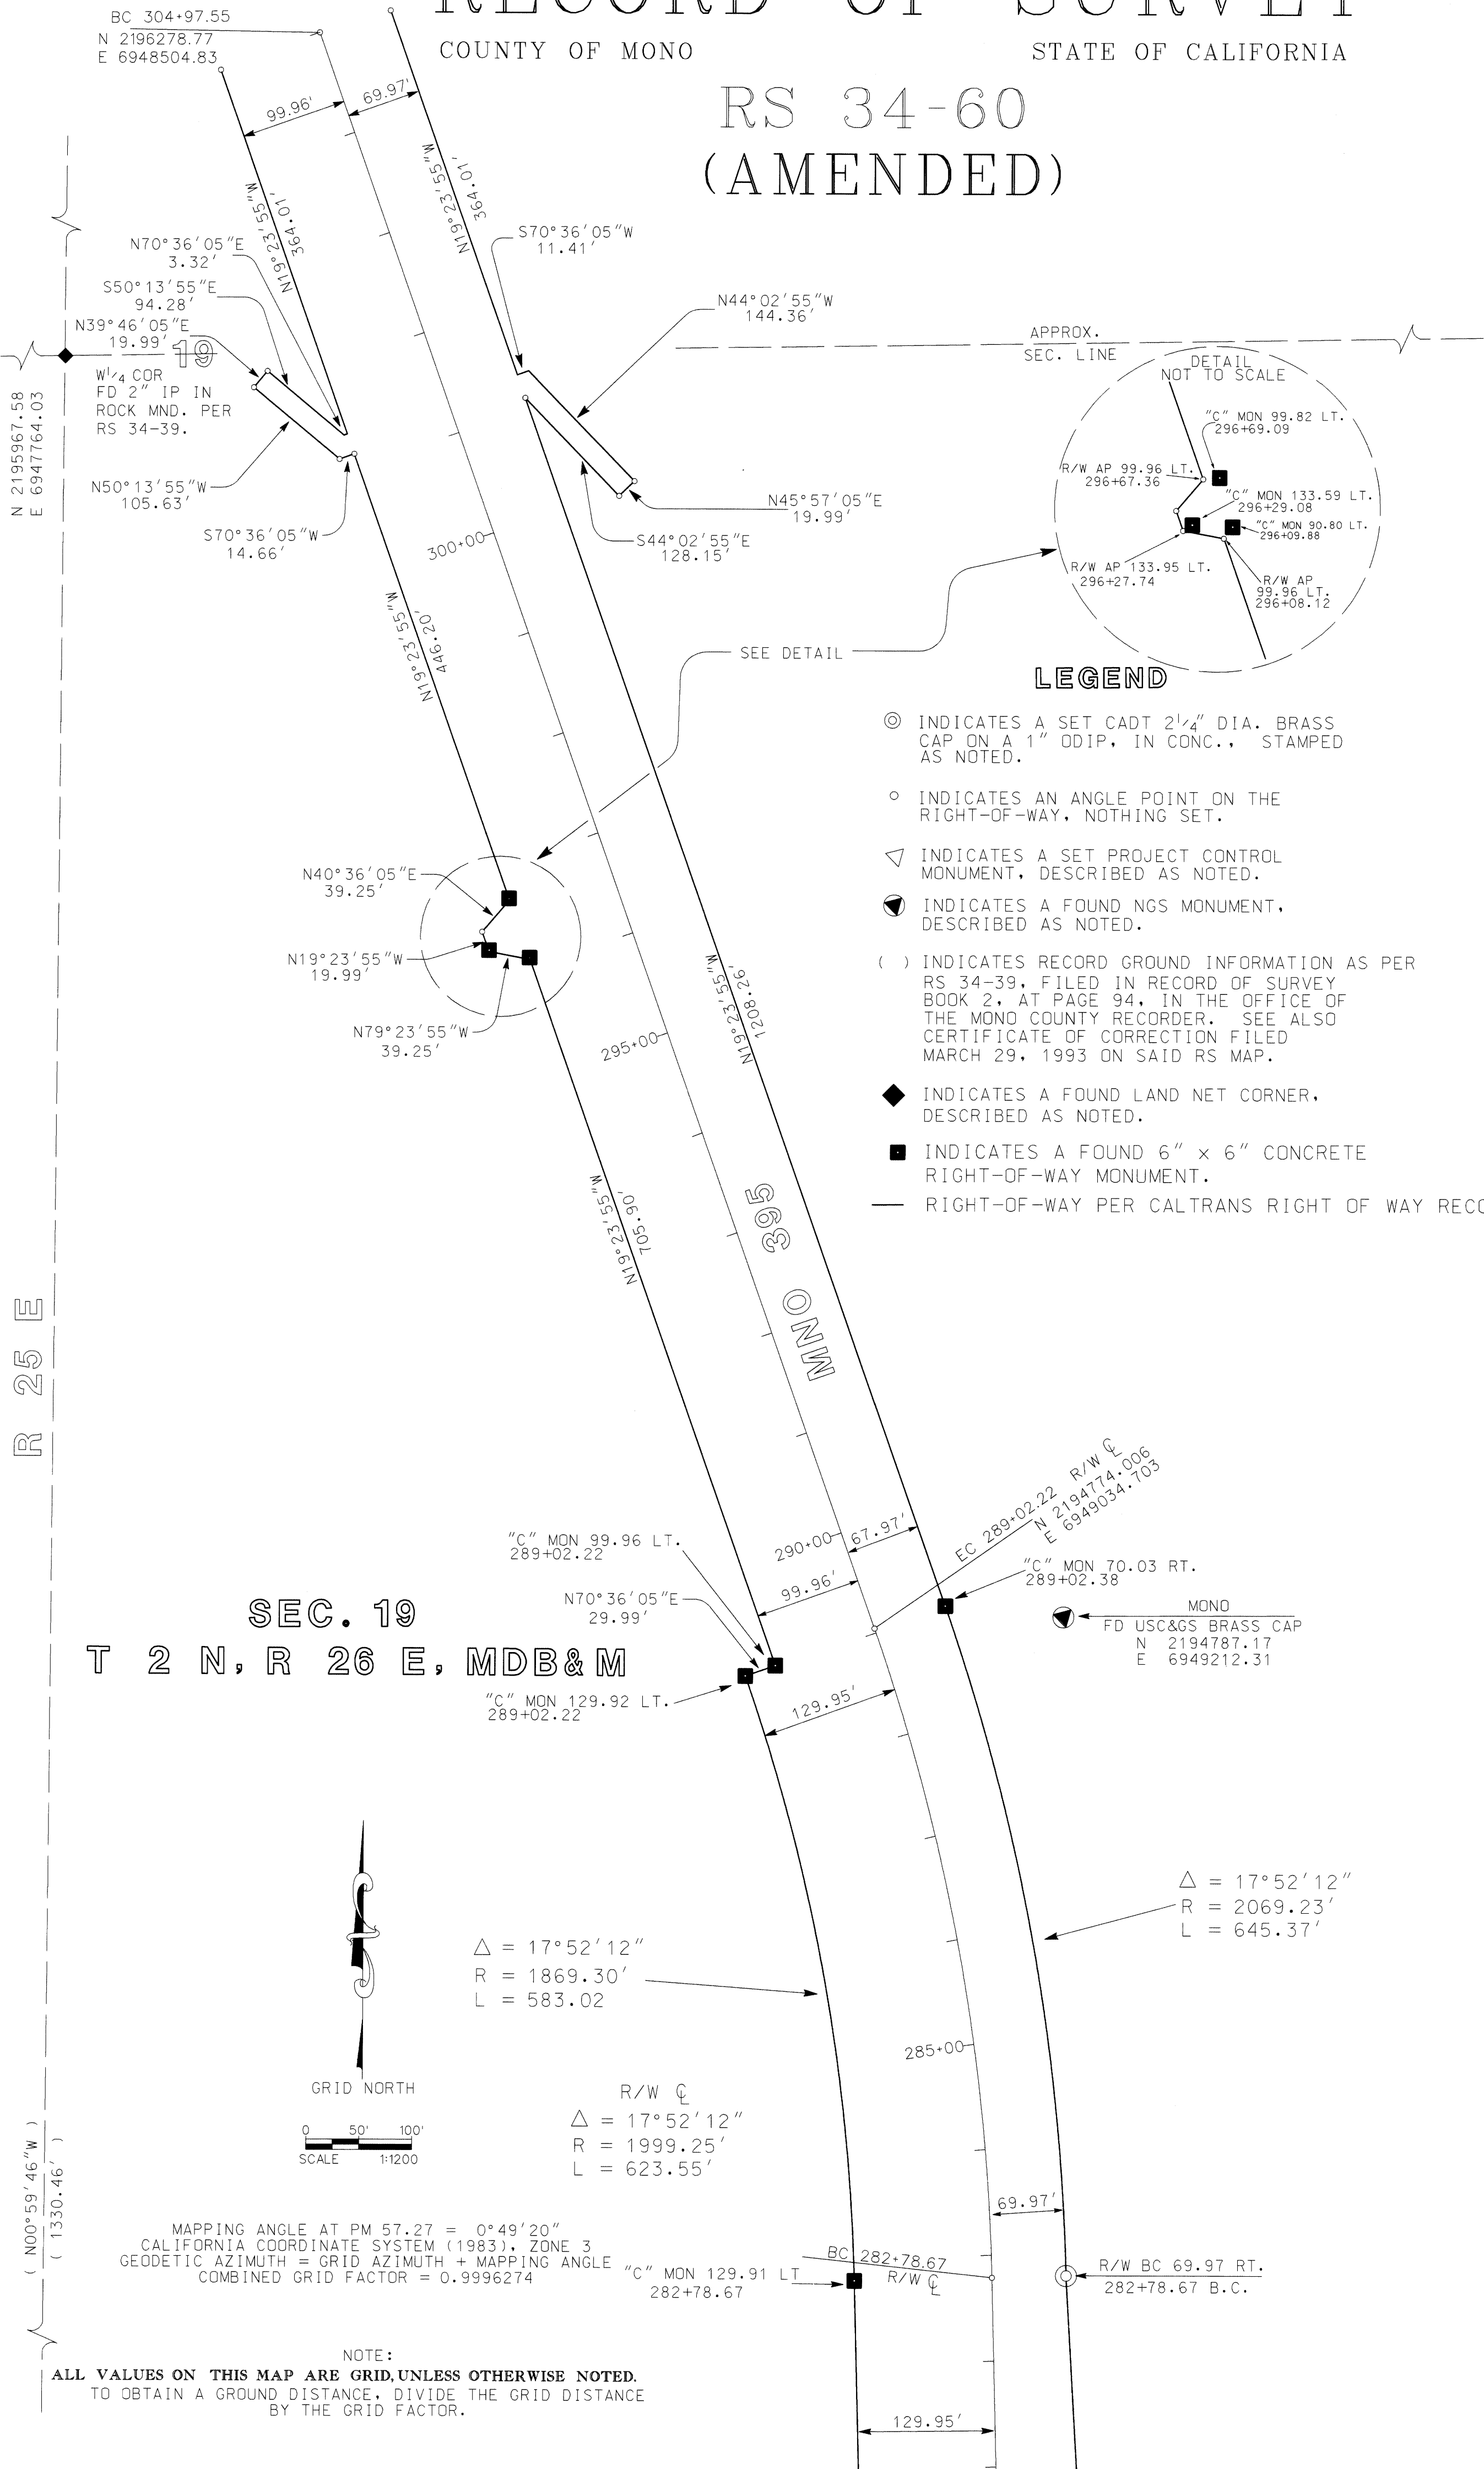 RECORD OF SURVEY
COUNTY OF MONO
STATE OF CALIFORNIA
RS 34-60
(AMENDED)
BC 304+97.55
N 2196278.77
E 6948504.83
99.96'
69.97'
N19°23'55"W
364.01'
N19°23'55"W
364.01'
N70°36'05"E
3.32'
S50°13'55"E
94.28'
N39°46'05"E
19.99'
19
W1/4 COR
FD 2" IP IN
ROCK MND. PER
RS 34-39.
N 2195967.58
E 6947764.03
N50°13'55"W
105.63'
S70°36'05"W
14.66'
S70°36'05"W
11.41'
N44°02'55"W
144.36'
N45°57'05"E
19.99'
S44°02'55"E
128.15'
APPROX.
SEC. LINE
DETAIL
NOT TO SCALE
"C" MON 99.82 LT.
296+69.09
R/W AP 99.96 LT.
296+67.36
"C" MON 133.59 LT.
296+29.08
"C" MON 90.80 LT.
296+09.88
R/W AP 133.95 LT.
296+27.74
R/W AP
99.96 LT.
296+08.12
300+00
N19°23'55"W
446.20'
SEE DETAIL
LEGEND
INDICATES A SET CADT 2 1/4" DIA. BRASS
CAP ON A 1" ODIP, IN CONC., STAMPED
AS NOTED.
INDICATES AN ANGLE POINT ON THE
RIGHT-OF-WAY, NOTHING SET.
INDICATES A SET PROJECT CONTROL
MONUMENT, DESCRIBED AS NOTED.
INDICATES A FOUND NGS MONUMENT,
DESCRIBED AS NOTED.
( ) INDICATES RECORD GROUND INFORMATION AS PER
RS 34-39, FILED IN RECORD OF SURVEY
BOOK 2, AT PAGE 94, IN THE OFFICE OF
THE MONO COUNTY RECORDER. SEE ALSO
CERTIFICATE OF CORRECTION FILED
MARCH 29, 1993 ON SAID RS MAP.
INDICATES A FOUND LAND NET CORNER,
DESCRIBED AS NOTED.
INDICATES A FOUND 6" x 6" CONCRETE
RIGHT-OF-WAY MONUMENT.
RIGHT-OF-WAY PER CALTRANS RIGHT OF WAY
N40°36'05"E
39.25'
N19°23'55"W
19.99'
N79°23'55"W
39.25'
N19°23'55"W
1208.26'
295+00
N19°23'55"W
705.90'
MNO 395
R 25 E
"C" MON 99.96 LT.
289+02.22
N70°36'05"E
29.99'
290+00
67.97'
99.96'
EC 289+02.22 R/W CL
N 2194774.006
E 6949034.703
"C" MON 70.03 RT.
289+02.38
MONO
FD USC&GS BRASS CAP
N 2194787.17
E 6949212.31
SEC. 19
T 2 N, R 26 E, MDB&M
"C" MON 129.92 LT.
289+02.22
129.95'
△ = 17°52'12"
R = 2069.23'
L = 645.37'
△ = 17°52'12"
R = 1869.30'
L = 583.02
285+00
GRID NORTH
0 50' 100'
SCALE 1:1200
R/W CL
△ = 17°52'12"
R = 1999.25'
L = 623.55'
( N00°59'46"W )
( 1330.46' )
69.97'
MAPPING ANGLE AT PM 57.27 = 0°49'20"
CALIFORNIA COORDINATE SYSTEM (1983), ZONE 3
GEODETIC AZIMUTH = GRID AZIMUTH + MAPPING ANGLE
COMBINED GRID FACTOR = 0.9996274
"C" MON 129.91 LT
282+78.67
BC 282+78.67
R/W CL
R/W BC 69.97 RT.
282+78.67 B.C.
NOTE:
ALL VALUES ON THIS MAP ARE GRID, UNLESS OTHERWISE NOTED.
TO OBTAIN A GROUND DISTANCE, DIVIDE THE GRID DISTANCE
BY THE GRID FACTOR.
129.95'